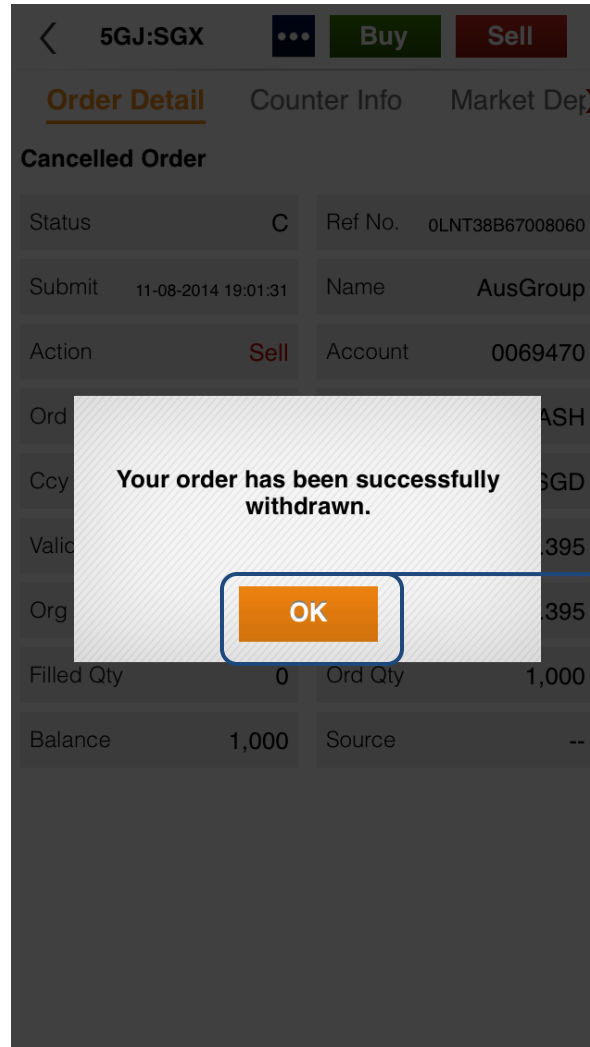 5GJ:SGX ••• Buy Sell
Order Detail Counter Info Market
Cancelled Order
Status C Ref No. 0LNT38B67008060
Submit 11-08-2014 19:01:31 Name AusGroup
Action Sell Account 0069470
Ord
Ccy SGD
.395
Org .395
Your order has been successfully
withdrawn.
OK
Filled Qty 0 Ord Qty 1,000
Balance 1,000 Source --